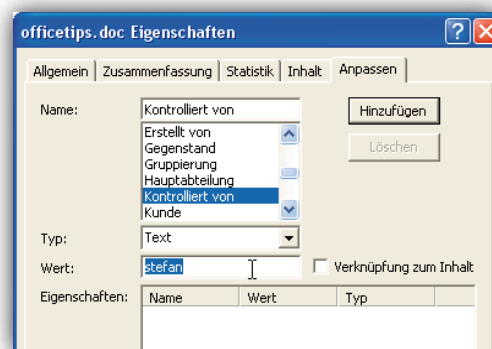 officetips.doc Eigenschaften
Allgemein Zusammenfassung Statistik Inhalt Anpassen
Name: Kontrolliert von Hinzufügen
Erstellt von
Gegenstand
Gruppierung
Hauptabteilung
Kontrolliert von
Kunde
Löschen
Typ: Text
Wert: stefan Verknüpfung zum Inhalt
Eigenschaften: Name Wert Typ